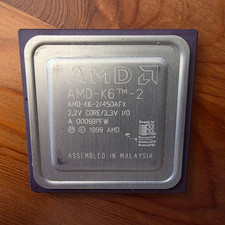 AMD
AMD-K6™-2
AMD-K6-2/450AFX
2.2V CORE/3.3V I/O
A 0009BPFW
© 1998 AMD
ASSEMBLED IN MALAYSIA